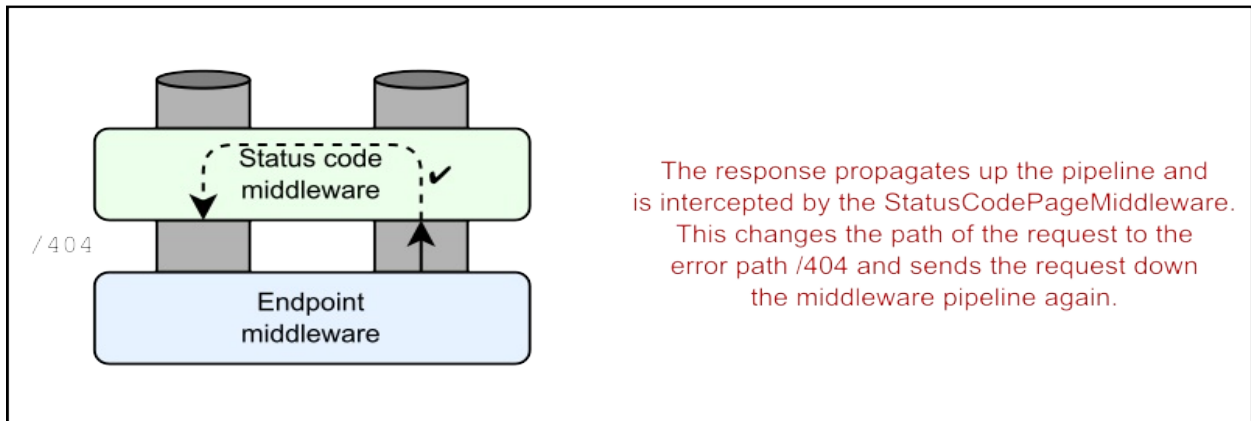 Status code
middleware
/404
Endpoint
middleware
The response propagates up the pipeline and
is intercepted by the StatusCodePageMiddleware.
This changes the path of the request to the
error path /404 and sends the request down
the middleware pipeline again.